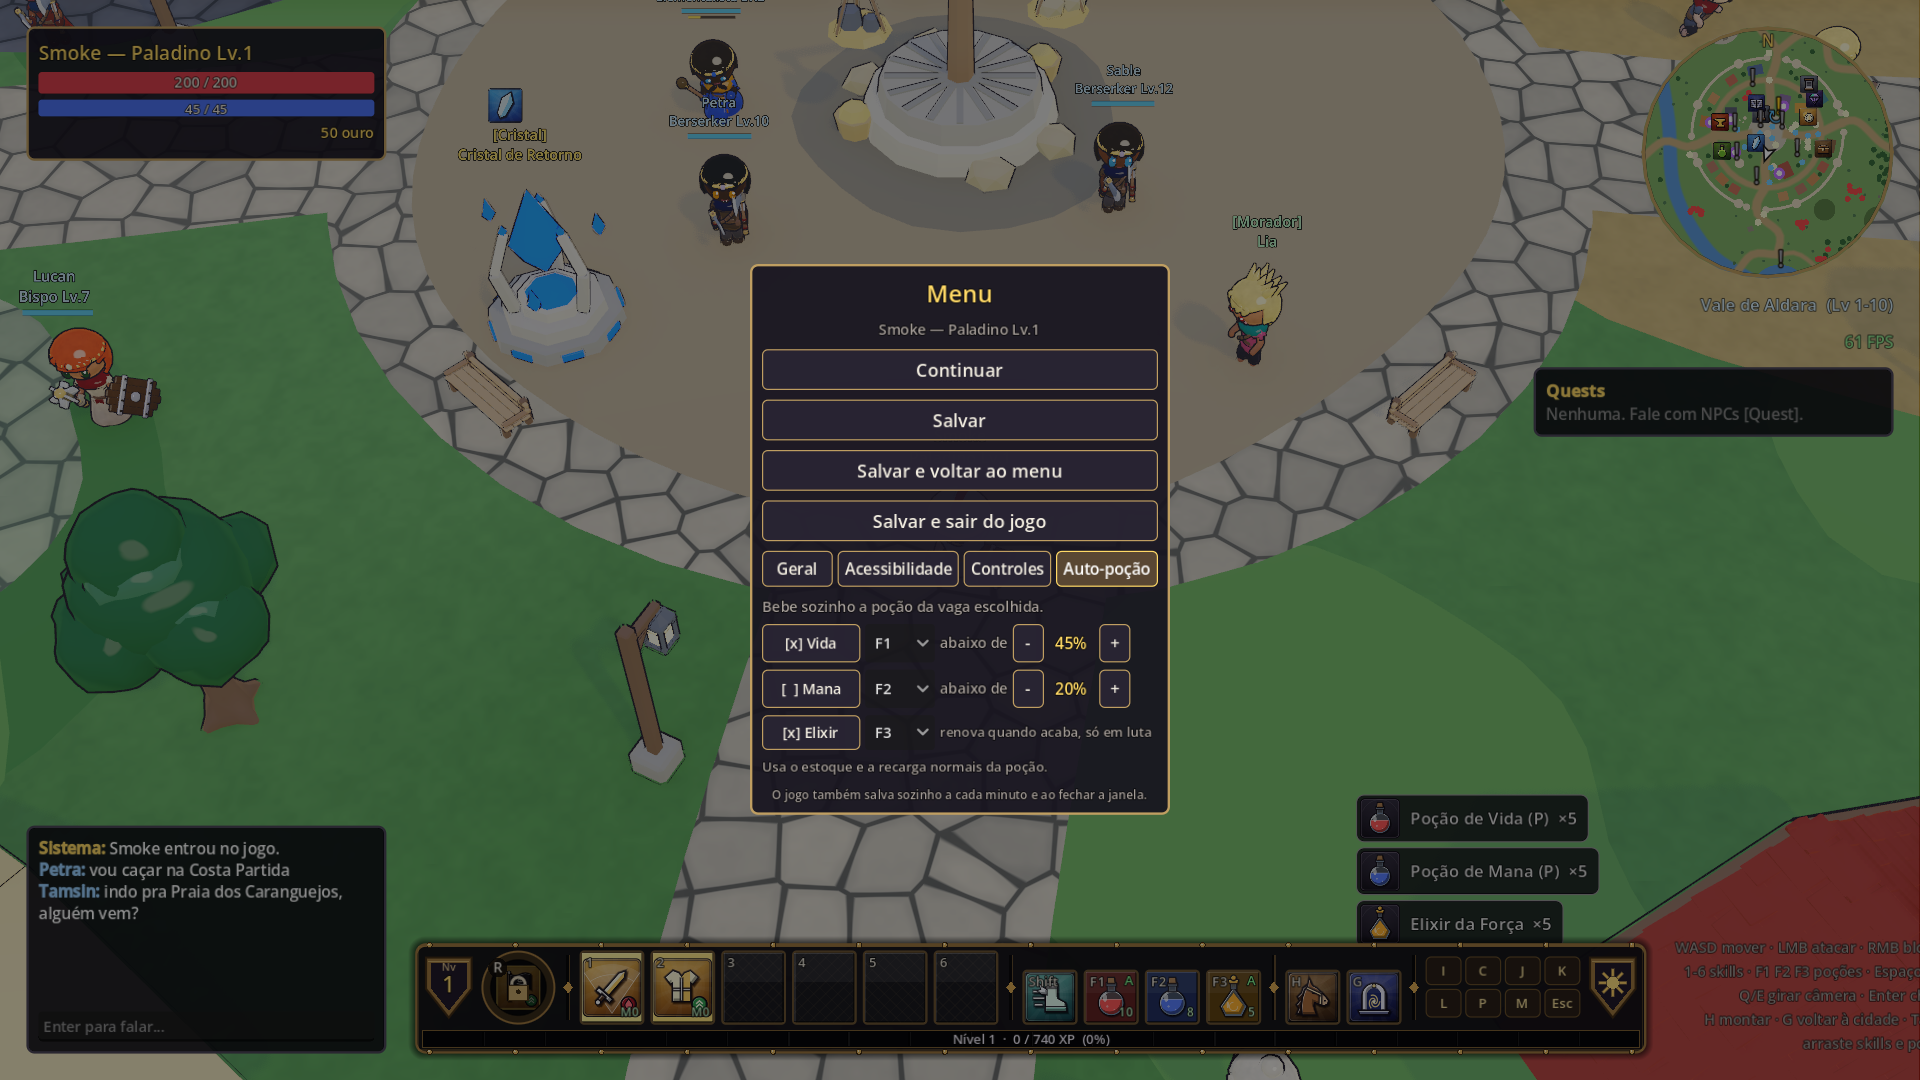 Smoke — Paladino Lv.1
200 / 200
45 / 45
50 ouro
[Cristal]
Cristal de Retorno
Petra
Berserker Lv.10
Sable
Berserker Lv.12
[Morador]
Lia
Lucan
Bispo Lv.7
N
Vale de Aldara (Lv 1-10)
61 FPS
Quests
Nenhuma. Fale com NPCs [Quest].
Menu
Smoke — Paladino Lv.1
Continuar
Salvar
Salvar e voltar ao menu
Salvar e sair do jogo
Geral Acessibilidade Controles Auto-poção
Bebe sozinho a poção da vaga escolhida.
[x] Vida F1 abaixo de - 45% +
[ ] Mana F2 abaixo de - 20% +
[x] Elixir F3 renova quando acaba, só em luta
Usa o estoque e a recarga normais da poção.
O jogo também salva sozinho a cada minuto e ao fechar a janela.
Sistema: Smoke entrou no jogo.
Petra: vou caçar na Costa Partida
Tamsin: indo pra Praia dos Caranguejos,
alguém vem?
Enter para falar...
Poção de Vida (P) ×5
Poção de Mana (P) ×5
Elixir da Força ×5
WASD mover · LMB atacar · RMB blo
1-6 skills · F1 F2 F3 poções · Espaço
Q/E girar câmera · Enter ch
H montar · G voltar à cidade · T
arraste skills e po
Nv
1
R
1 M0
2 M0
3
4
5
6
Shift
F1 A 10
F2 8
F3 A 5
H
G
I C J K
L P M Esc
Nível 1 · 0 / 740 XP (0%)